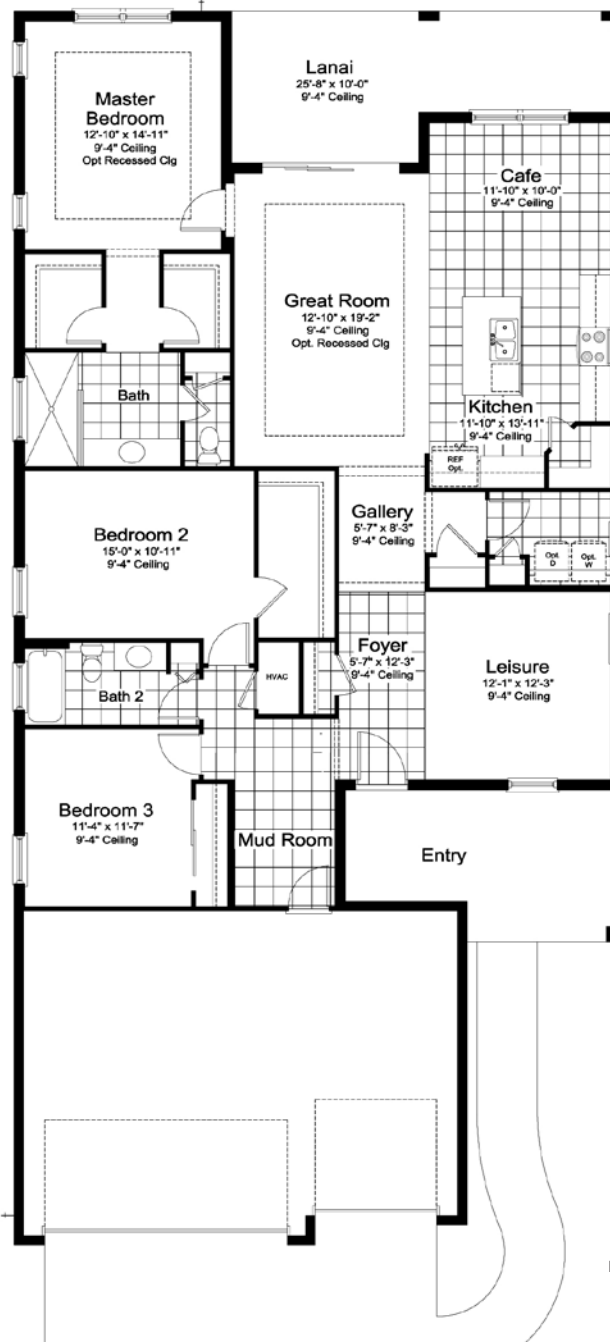 Lanai
25'-8" x 10'-0"
9'-4" Ceiling
Master
Bedroom
12'-10" x 14'-11"
9'-4" Ceiling
Opt Recessed Clg
Cafe
11'-10" x 10'-0"
9'-4" Ceiling
Great Room
12'-10" x 19'-2"
9'-4" Ceiling
Opt. Recessed Clg
Bath
Kitchen
11'-10" x 13'-11"
9'-4" Ceiling
REF
Opt.
Gallery
5'-7" x 8'-3"
9'-4" Ceiling
Bedroom 2
15'-0" x 10'-11"
9'-4" Ceiling
Opt.
D
Opt.
W
Foyer
5'-7" x 12'-3"
9'-4" Ceiling
Leisure
12'-1" x 12'-3"
9'-4" Ceiling
HVAC
Bath 2
Bedroom 3
11'-4" x 11'-7"
9'-4" Ceiling
Mud Room
Entry